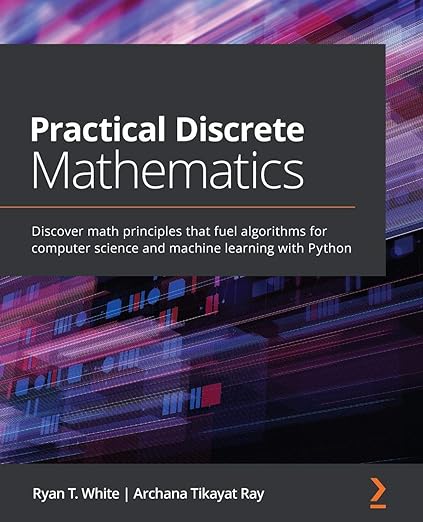 Practical Discrete
Mathematics
Discover math principles that fuel algorithms for
computer science and machine learning with Python
Ryan T. White | Archana Tikayat Ray